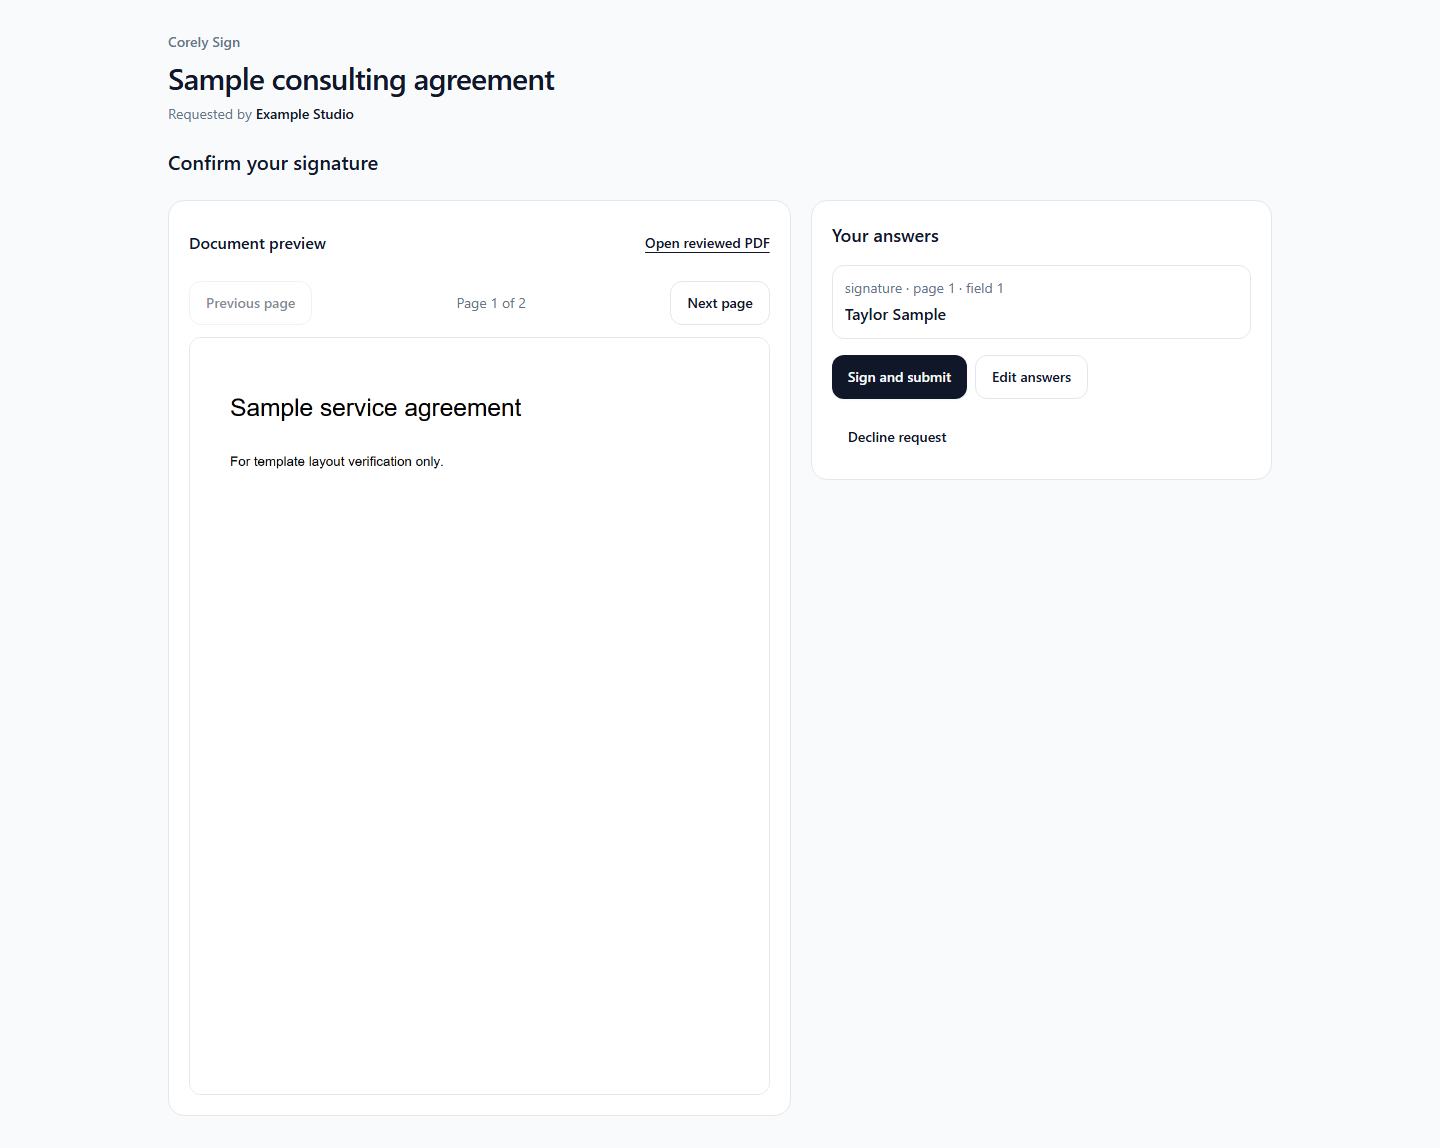 Corely Sign
Sample consulting agreement
Requested by Example Studio
Confirm your signature
Document preview
Open reviewed PDF
Previous page
Page 1 of 2
Next page
Sample service agreement
For template layout verification only.
Your answers
signature · page 1 · field 1
Taylor Sample
Sign and submit
Edit answers
Decline request